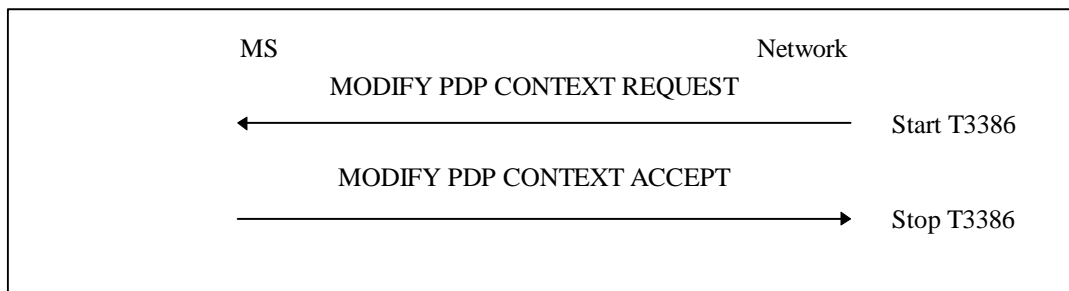 MS Network
MODIFY PDP CONTEXT REQUEST
Start T3386
MODIFY PDP CONTEXT ACCEPT
Stop T3386